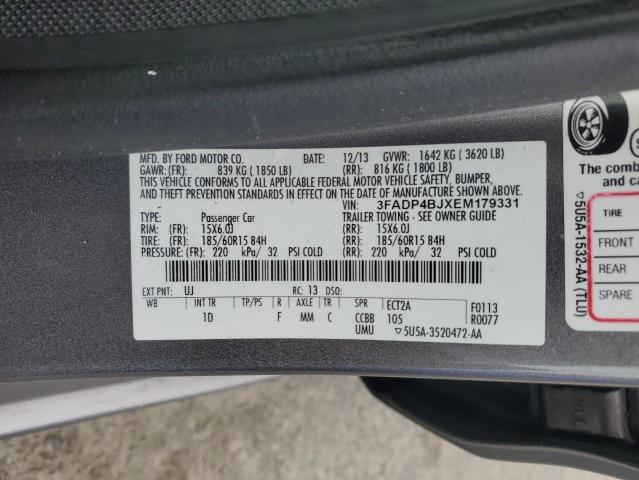 MFD. BY FORD MOTOR CO. DATE: 12/13 GVWR: 1642 KG ( 3620 LB)
GAWR:(FR): 839 KG ( 1850 LB) (RR): 816 KG ( 1800 LB)
THIS VEHICLE CONFORMS TO ALL APPLICABLE FEDERAL MOTOR VEHICLE SAFETY, BUMPER,
AND THEFT PREVENTION STANDARDS IN EFFECT ON THE DATE OF MANUFACTURE SHOWN ABOVE.
VIN: 3FADP4BJXEM179331
TYPE: Passenger Car TRAILER TOWING - SEE OWNER GUIDE
RIM: (FR): 15X6.0J (RR): 15X6.0J
TIRE: (FR): 185/60R15 84H (RR): 185/60R15 84H
PRESSURE: (FR): 220 kPa/ 32 PSI COLD (RR): 220 kPa/ 32 PSI COLD
EXT PNT: UJ RC: 13 DSO:
WB INT TR TP/PS R AXLE TR SPR ECT2A F0113
1D F MM C CCBB 105 R0077
UMU ▽5U5A-3520472-AA
The comb
and ca
TIRE
FRONT
REAR
SPARE
▽5U5A-1532-AA (TLU)